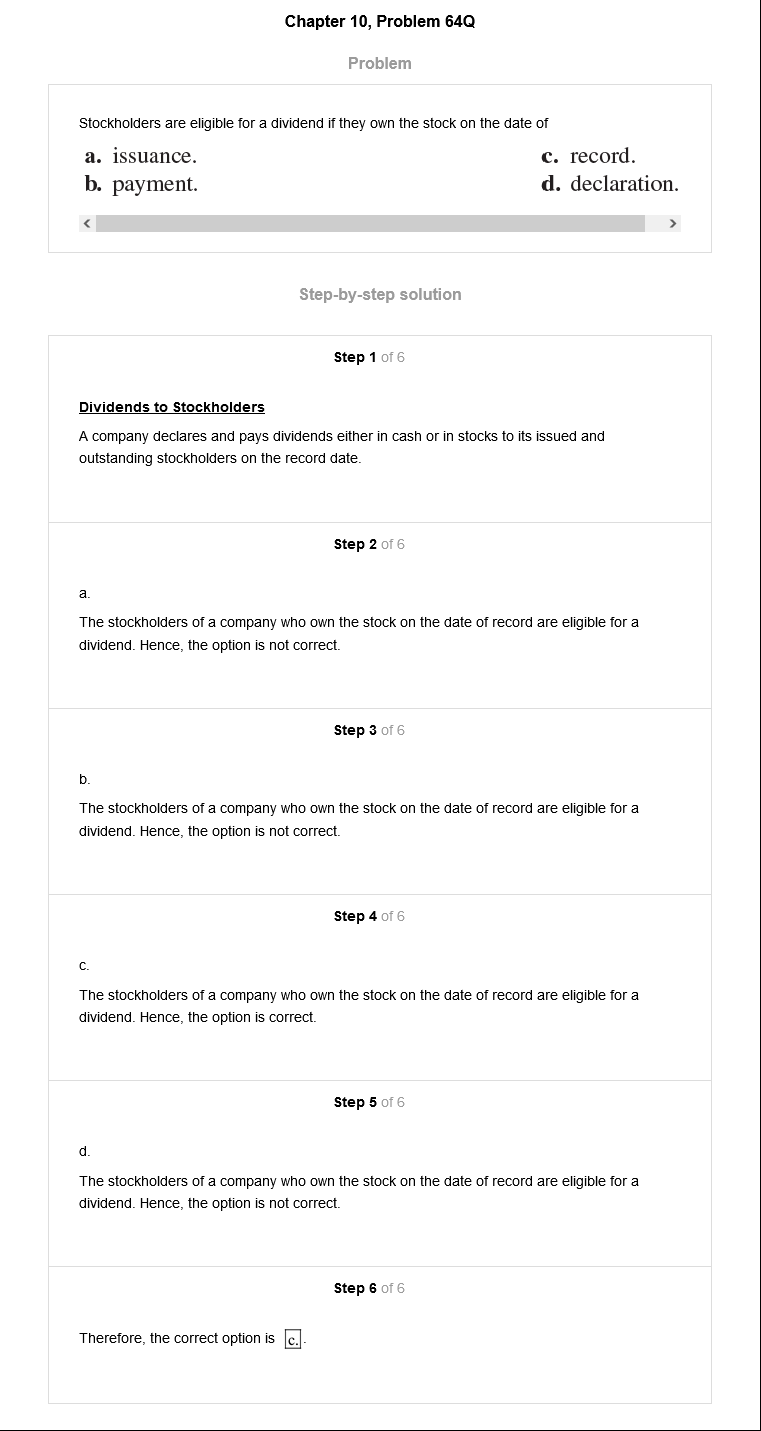 Chapter 10, Problem 64Q
Problem
Stockholders are eligible for a dividend if they own the stock on the date of
a. issuance.
b. payment.
c. record.
d. declaration.
Step-by-step solution
Step 1 of 6
Dividends to Stockholders
A company declares and pays dividends either in cash or in stocks to its issued and
outstanding stockholders on the record date.
Step 2 of 6
a.
The stockholders of a company who own the stock on the date of record are eligible for a
dividend. Hence, the option is not correct.
Step 3 of 6
b.
The stockholders of a company who own the stock on the date of record are eligible for a
dividend. Hence, the option is not correct.
Step 4 of 6
c.
The stockholders of a company who own the stock on the date of record are eligible for a
dividend. Hence, the option is correct.
Step 5 of 6
d.
The stockholders of a company who own the stock on the date of record are eligible for a
dividend. Hence, the option is not correct.
Step 6 of 6
Therefore, the correct option is c..